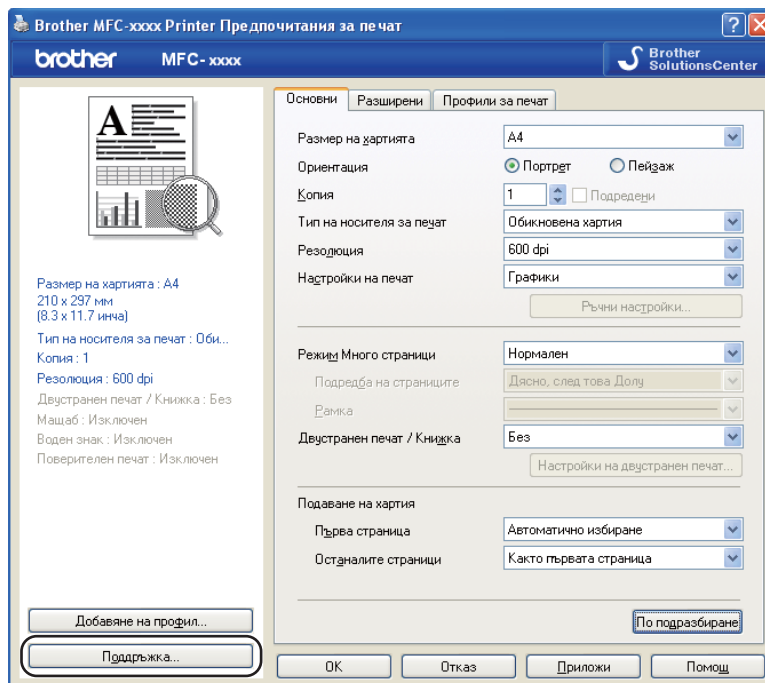 Brother MFC-xxxx Printer Предпочитания за печат
brother MFC-xxxx
Brother
SolutionsCenter
A
Размер на хартията : A4
210 x 297 мм
(8.3 x 11.7 инча)
Тип на носителя за печат : Оби...
Копия : 1
Резолюция : 600 dpi
Двустранен печат / Книжка : Без
Мащаб : Изключен
Воден знак : Изключен
Поверителен печат : Изключен
Добавяне на профил...
Поддръжка...
Основни Разширени Профили за печат
Размер на хартията A4
Ориентация Портрет Пейзаж
Копия 1 Подредени
Тип на носителя за печат Обикновена хартия
Резолюция 600 dpi
Настройки на печат Графики
Ръчни настройки...
Режим Много страници Нормален
Подредба на страниците Дясно, след това Долу
Рамка
Двустранен печат / Книжка Без
Настройки на двустранен печат...
Подаване на хартия
Първа страница Автоматично избиране
Останалите страници Както първата страница
По подразбиране
OK Отказ Приложи Помощ